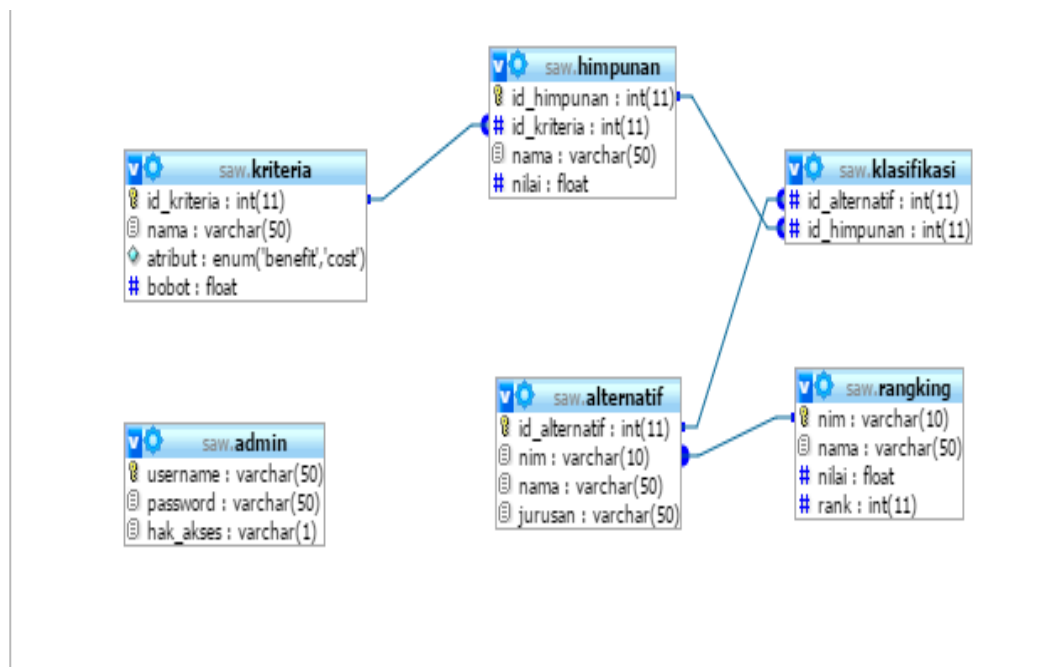 saw.himpunan
id_himpunan : int(11)
id_kriteria : int(11)
nama : varchar(50)
nilai : float
saw.kriteria
id_kriteria : int(11)
nama : varchar(50)
atribut : enum('benefit','cost')
bobot : float
saw.klasifikasi
id_alternatif : int(11)
id_himpunan : int(11)
saw.alternatif
id_alternatif : int(11)
nim : varchar(10)
nama : varchar(50)
jurusan : varchar(50)
saw.rangking
nim : varchar(10)
nama : varchar(50)
nilai : float
rank : int(11)
saw.admin
username : varchar(50)
password : varchar(50)
hak_akses : varchar(1)